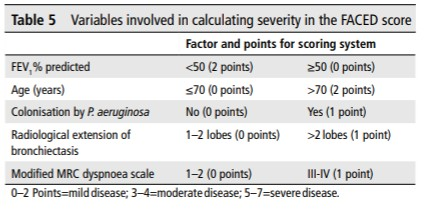 Table 5 Variables involved in calculating severity in the FACED score
Factor and points for scoring system
FEV₁% predicted <50 (2 points) ≥50 (0 points)
Age (years) ≤70 (0 points) >70 (2 points)
Colonisation by P. aeruginosa No (0 points) Yes (1 point)
Radiological extension of 1–2 lobes (0 points) >2 lobes (1 point)
bronchiectasis
Modified MRC dyspnoea scale 1–2 (0 points) III-IV (1 point)
0–2 Points=mild disease; 3–4=moderate disease; 5–7=severe disease.